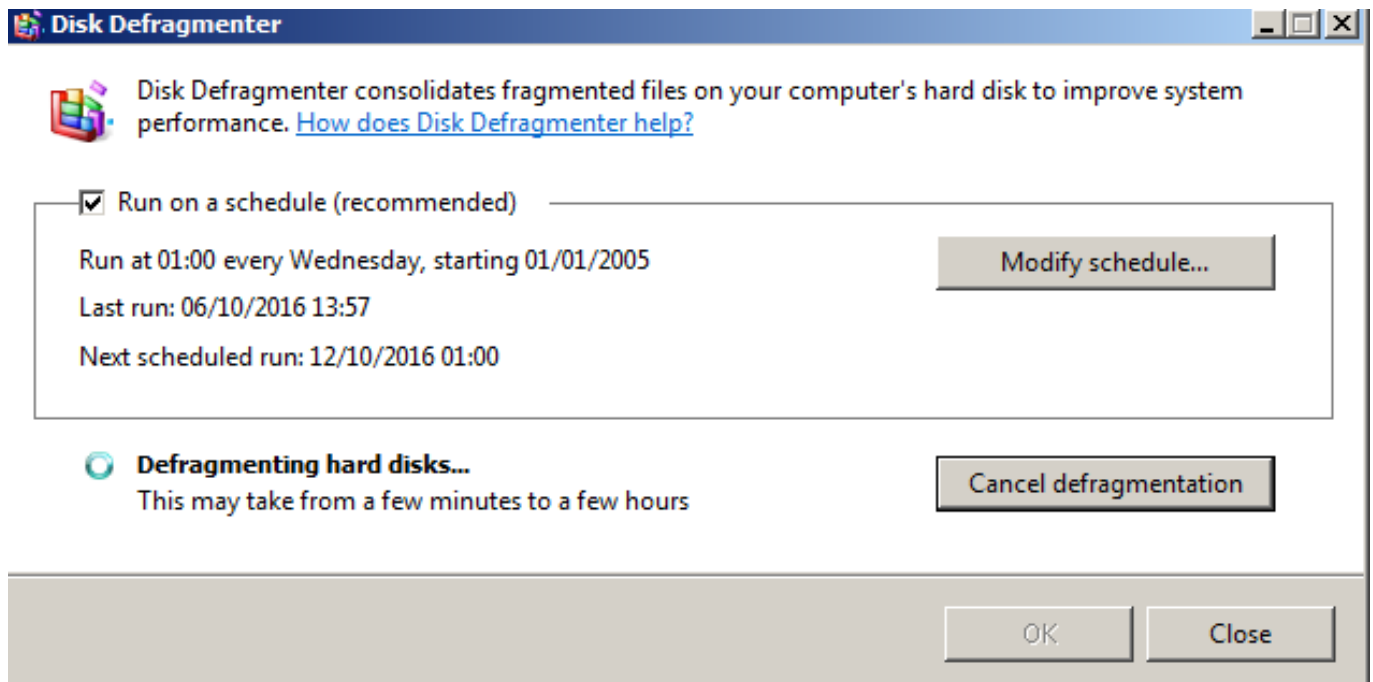 Disk Defragmenter
Disk Defragmenter consolidates fragmented files on your computer's hard disk to improve system
performance. How does Disk Defragmenter help?
Run on a schedule (recommended)
Run at 01:00 every Wednesday, starting 01/01/2005
Modify schedule...
Last run: 06/10/2016 13:57
Next scheduled run: 12/10/2016 01:00
Defragmenting hard disks...
This may take from a few minutes to a few hours
Cancel defragmentation
OK
Close